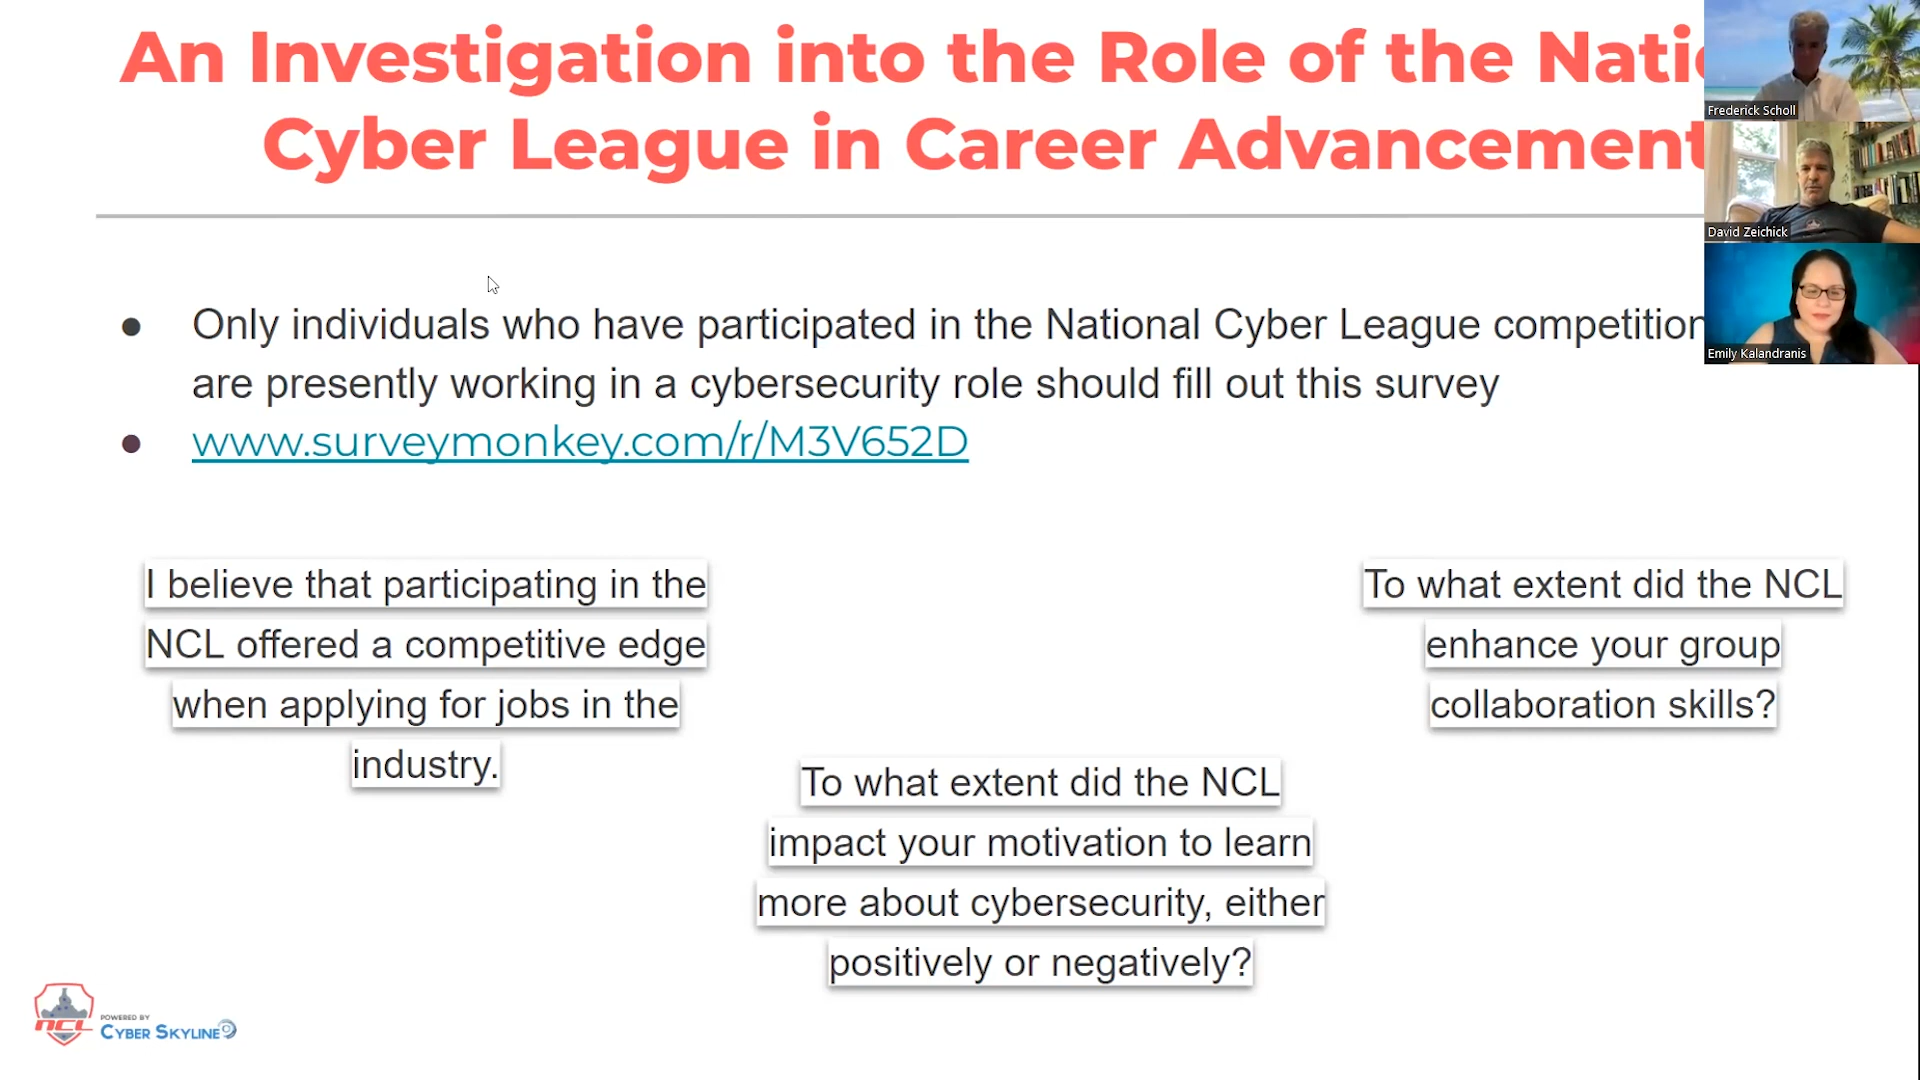 An Investigation into the Role of the Natio
Cyber League in Career Advancement
Only individuals who have participated in the National Cyber League competition
are presently working in a cybersecurity role should fill out this survey
www.surveymonkey.com/r/M3V652D
I believe that participating in the
NCL offered a competitive edge
when applying for jobs in the
industry.
To what extent did the NCL
enhance your group
collaboration skills?
To what extent did the NCL
impact your motivation to learn
more about cybersecurity, either
positively or negatively?
NCL
POWERED BY
CYBER SKYLINE
Frederick Scholl
David Zeichick
Emily Kalandranis